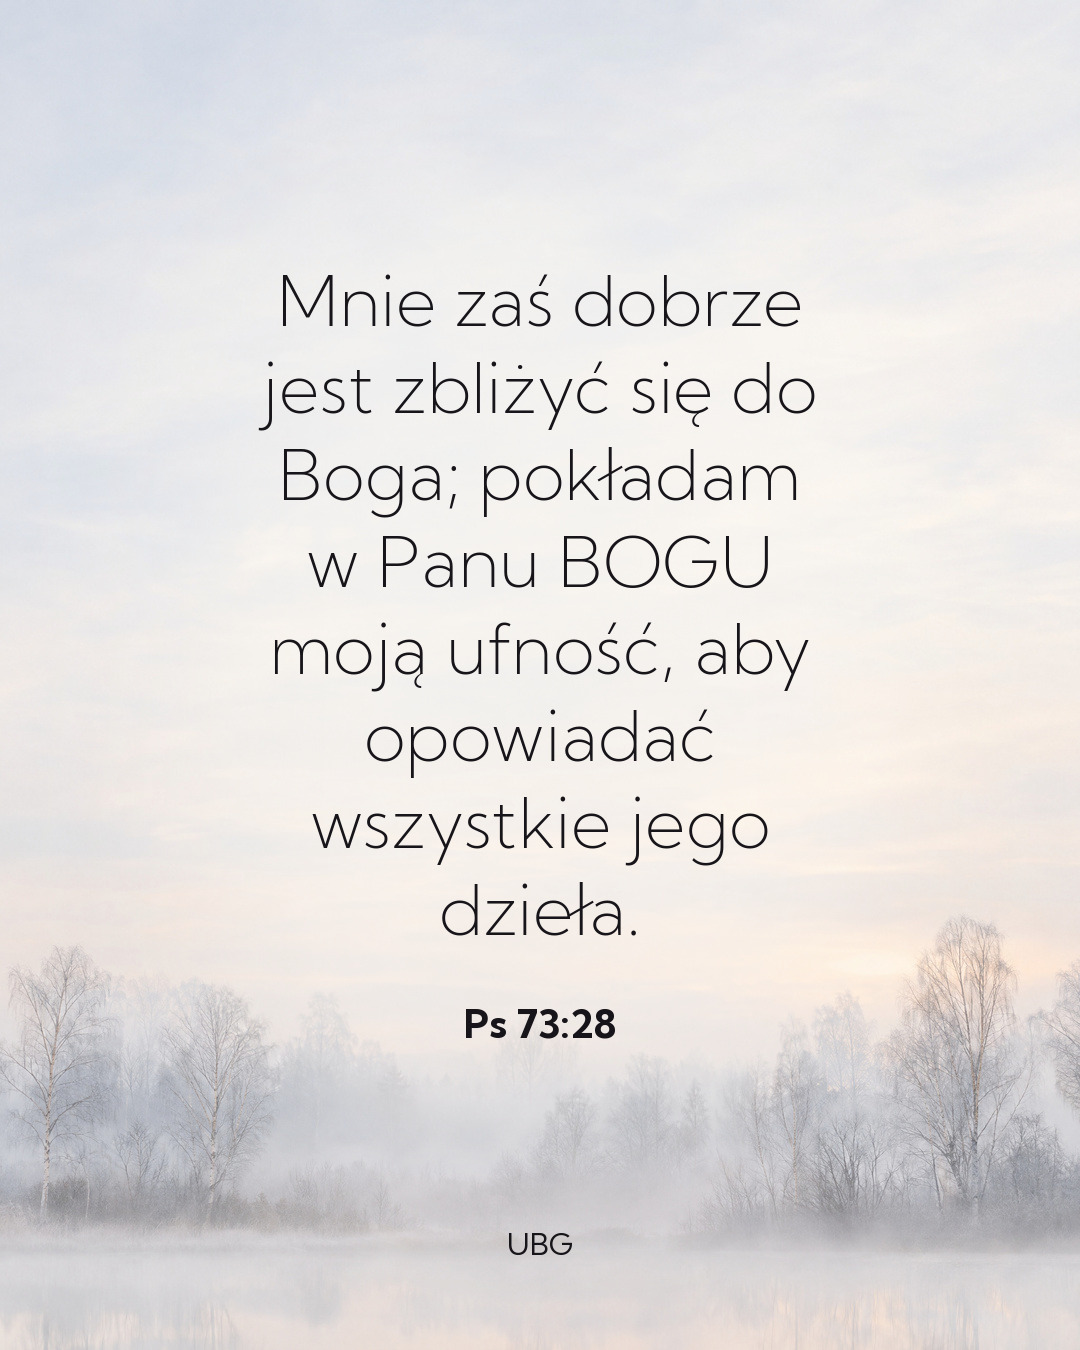 Mnie zaś dobrze
jest zbliżyć się do
Boga; pokładam
w Panu BOGU
moją ufność, aby
opowiadać
wszystkie jego
dzieła.
Ps 73:28
UBG